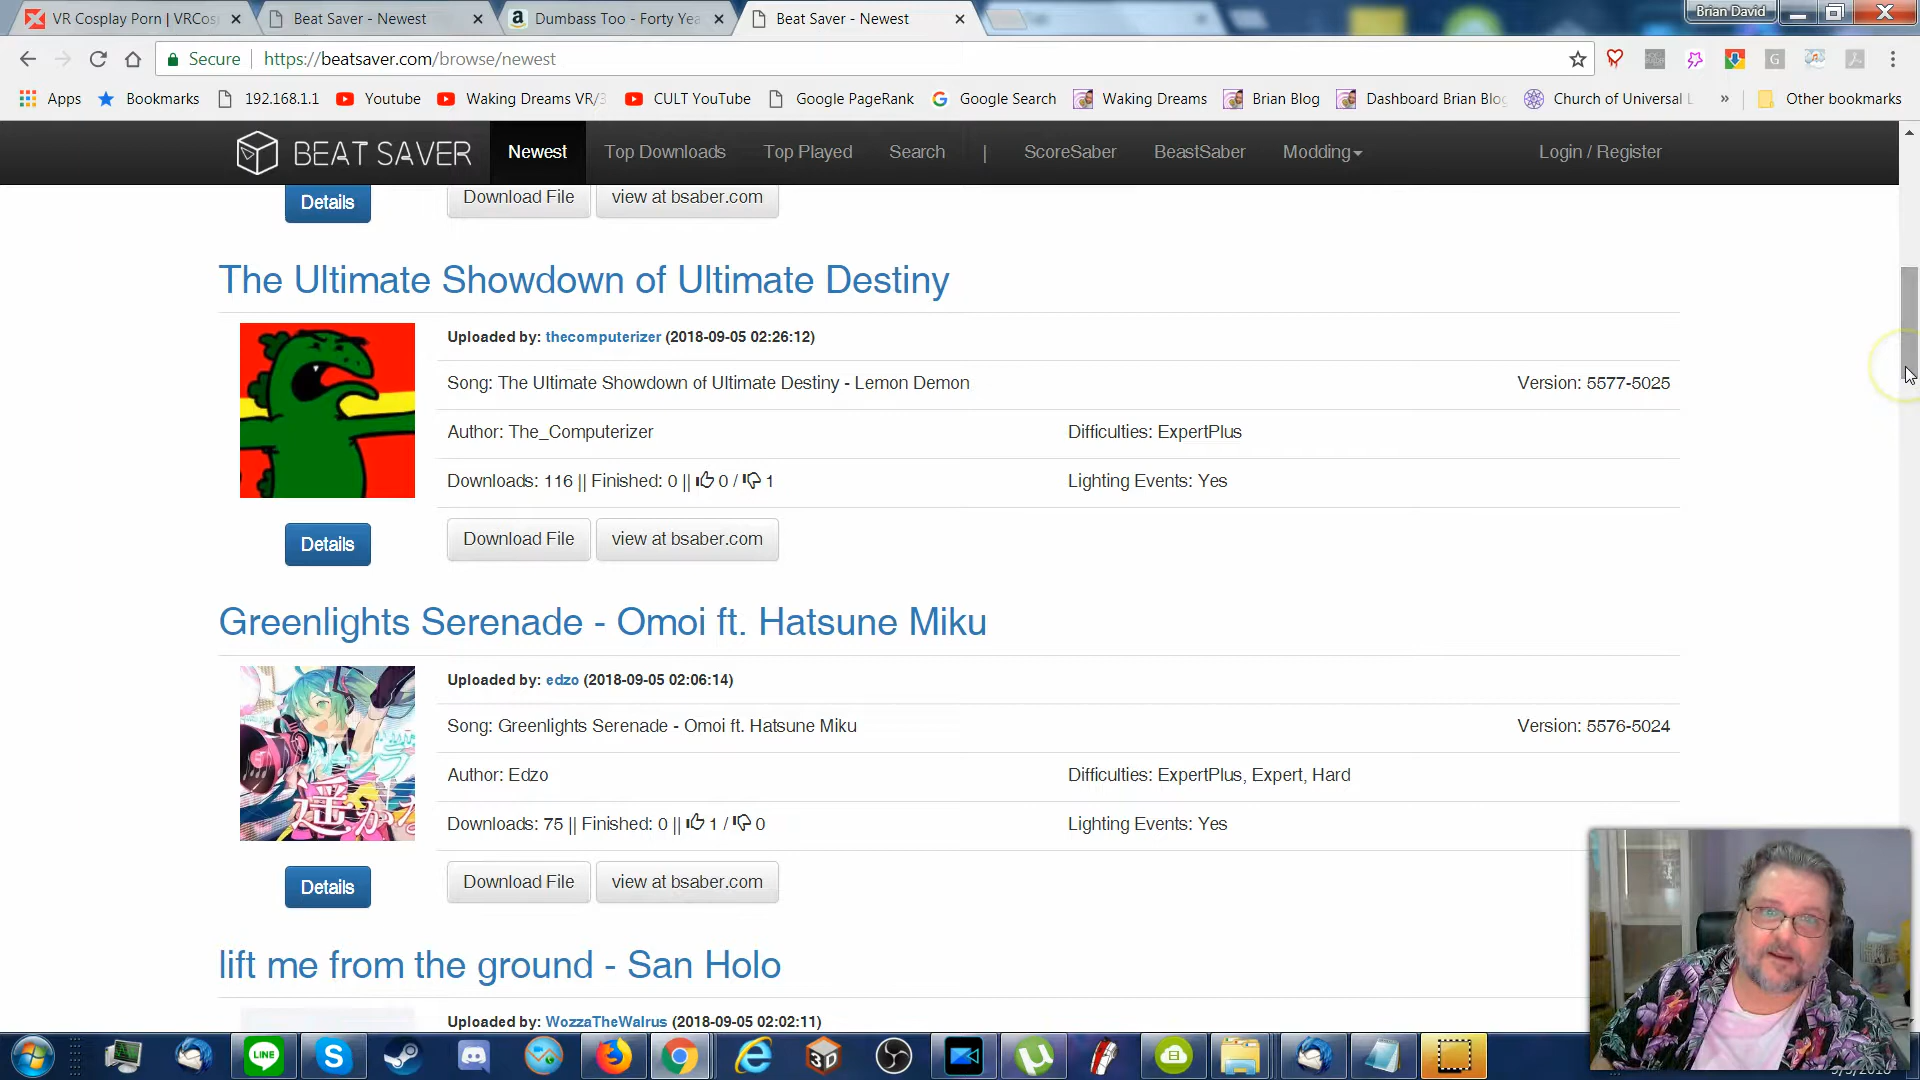 VR Cosplay Porn | VRCos
Beat Saver - Newest
Dumbass Too - Forty Yea
Beat Saver - Newest
Brian David
Secure
https://beatsaver.com/browse/newest
Apps
Bookmarks
192.168.1.1
Youtube
Waking Dreams VR/3
CULT YouTube
Google PageRank
Google Search
Waking Dreams
Brian Blog
Dashboard Brian Blog
Church of Universal L
»
Other bookmarks
BEAT SAVER
Newest
Top Downloads
Top Played
Search
|
ScoreSaber
BeastSaber
Modding
Login / Register
Details
Download File
view at bsaber.com
The Ultimate Showdown of Ultimate Destiny
Uploaded by: thecomputerizer (2018-09-05 02:26:12)
Song: The Ultimate Showdown of Ultimate Destiny - Lemon Demon
Version: 5577-5025
Author: The_Computerizer
Difficulties: ExpertPlus
Downloads: 116 || Finished: 0 || 0 / 1
Lighting Events: Yes
Details
Download File
view at bsaber.com
Greenlights Serenade - Omoi ft. Hatsune Miku
Uploaded by: edzo (2018-09-05 02:06:14)
Song: Greenlights Serenade - Omoi ft. Hatsune Miku
Version: 5576-5024
Author: Edzo
Difficulties: ExpertPlus, Expert, Hard
Downloads: 75 || Finished: 0 || 1 / 0
Lighting Events: Yes
Details
Download File
view at bsaber.com
lift me from the ground - San Holo
Uploaded by: WozzaTheWalrus (2018-09-05 02:02:11)
LINE
3D